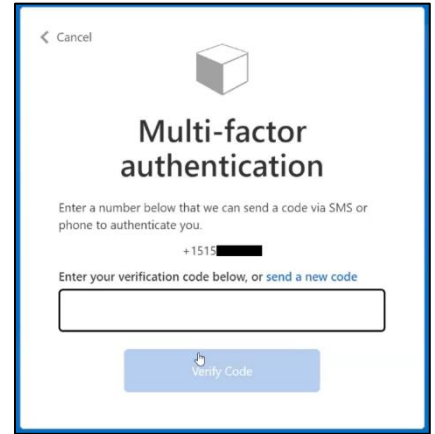 Cancel
Multi-factor
authentication
Enter a number below that we can send a code via SMS or
phone to authenticate you.
+1515
Enter your verification code below, or send a new code
Verify Code